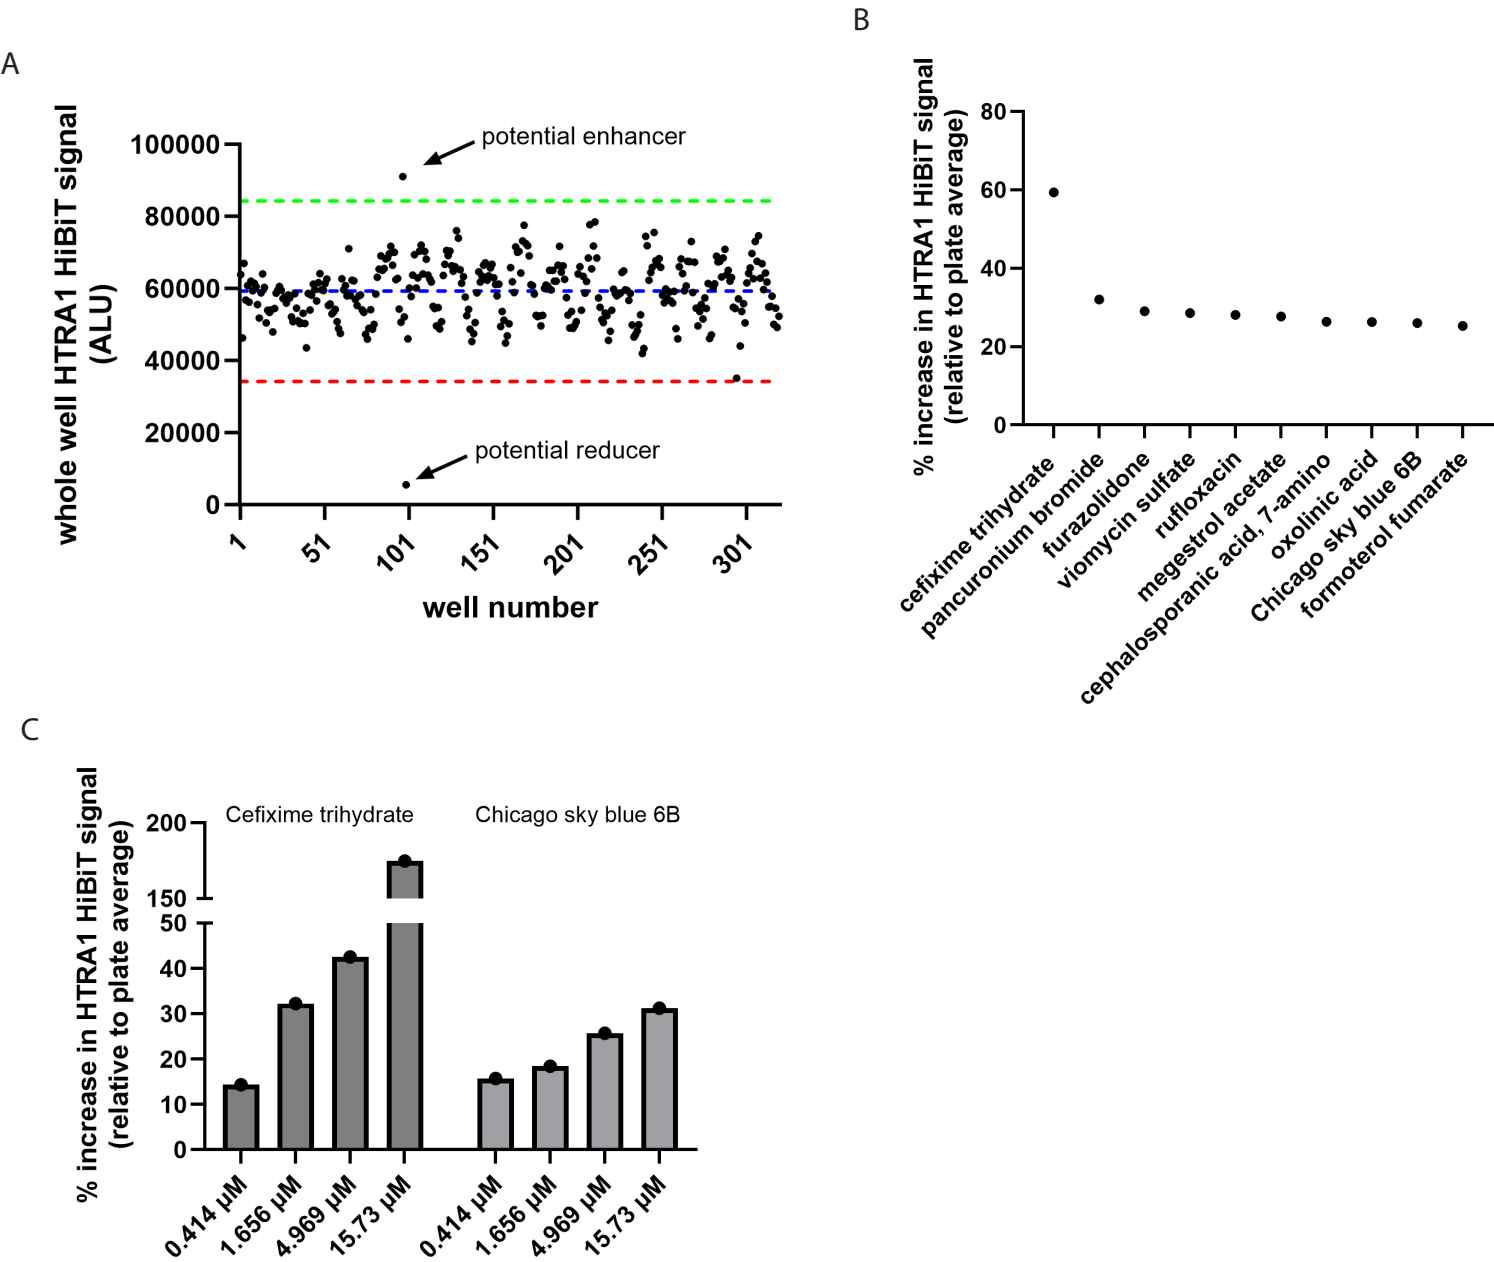 A
whole well HTRA1 HiBiT signal
(ALU)
100000
80000
60000
40000
20000
0
potential enhancer
potential reducer
1
51
101
151
201
251
301
well number
B
% increase in HTRA1 HiBiT signal
(relative to plate average)
80
60
40
20
0
cefixime trihydrate
pancuronium bromide
furazolidone
viomycin sulfate
rufloxacin
megestrol acetate
cephalosporanic acid, 7-amino
oxolinic acid
Chicago sky blue 6B
formoterol fumarate
C
% increase in HTRA1 HiBiT signal
(relative to plate average)
Cefixime trihydrate
Chicago sky blue 6B
200
150
50
40
30
20
10
0
0.414 µM
1.656 µM
4.969 µM
15.73 µM
0.414 µM
1.656 µM
4.969 µM
15.73 µM